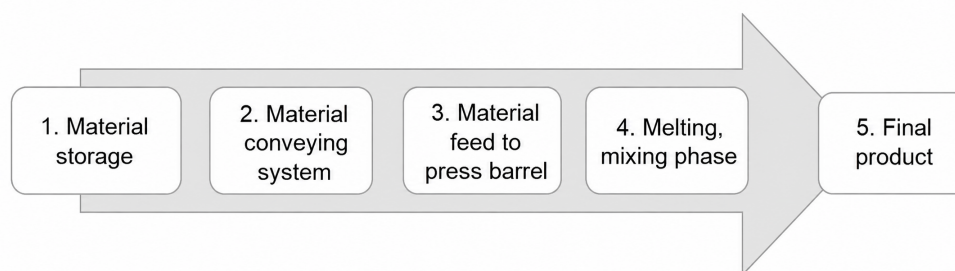 1. Material
storage
2. Material
conveying
system
3. Material
feed to
press barrel
4. Melting,
mixing phase
5. Final
product